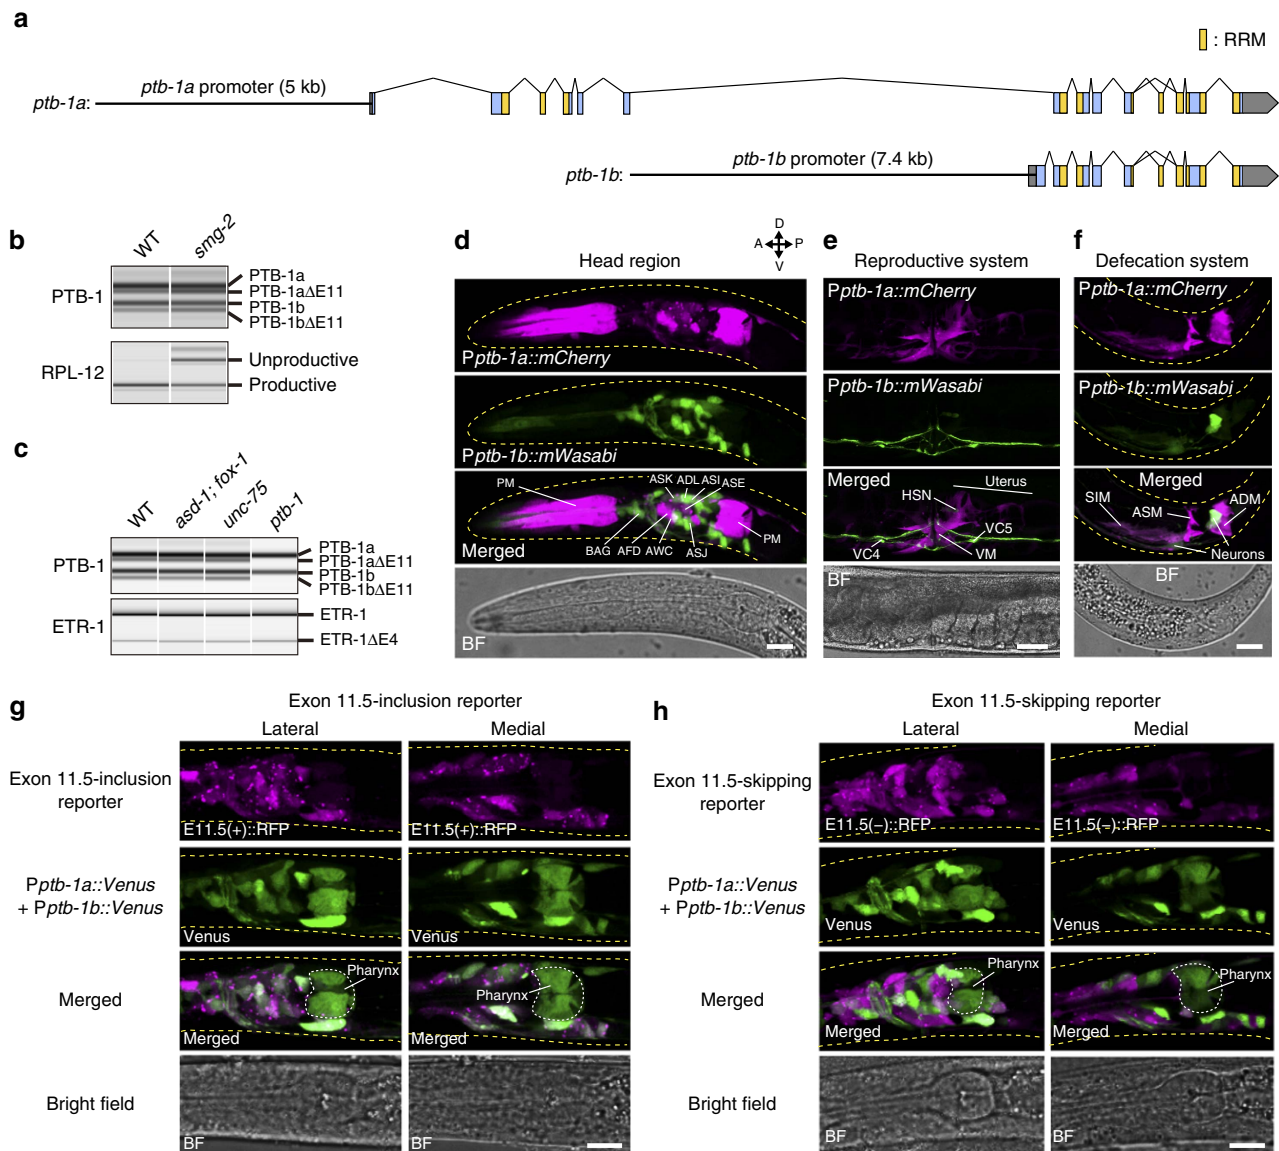 a
: RRM
ptb-1a:
ptb-1a promoter (5 kb)
ptb-1b:
ptb-1b promoter (7.4 kb)
b
WT
smg-2
PTB-1
PTB-1a
PTB-1aΔE11
PTB-1b
PTB-1bΔE11
RPL-12
Unproductive
Productive
c
WT
asd-1; fox-1
unc-75
ptb-1
PTB-1
PTB-1a
PTB-1aΔE11
PTB-1b
PTB-1bΔE11
ETR-1
ETR-1
ETR-1ΔE4
d
D
A
P
V
Head region
Pptb-1a::mCherry
Pptb-1b::mWasabi
PM
ASK
ADL
ASI
ASE
BAG
AFD
AWC
ASJ
PM
Merged
BF
e
Reproductive system
Pptb-1a::mCherry
Pptb-1b::mWasabi
Merged
Uterus
HSN
VC5
VC4
VM
BF
f
Defecation system
Pptb-1a::mCherry
Pptb-1b::mWasabi
Merged
SIM
ASM
ADM
Neurons
BF
g
Exon 11.5-inclusion reporter
Lateral
Medial
Exon 11.5-inclusion
reporter
E11.5(+)::RFP
E11.5(+)::RFP
Pptb-1a::Venus
+ Pptb-1b::Venus
Venus
Venus
Merged
Pharynx
Merged
Pharynx
Merged
Bright field
BF
BF
h
Exon 11.5-skipping reporter
Lateral
Medial
Exon 11.5-skipping
reporter
E11.5(−)::RFP
E11.5(−)::RFP
Pptb-1a::Venus
+ Pptb-1b::Venus
Venus
Venus
Merged
Pharynx
Merged
Pharynx
Merged
Bright field
BF
BF